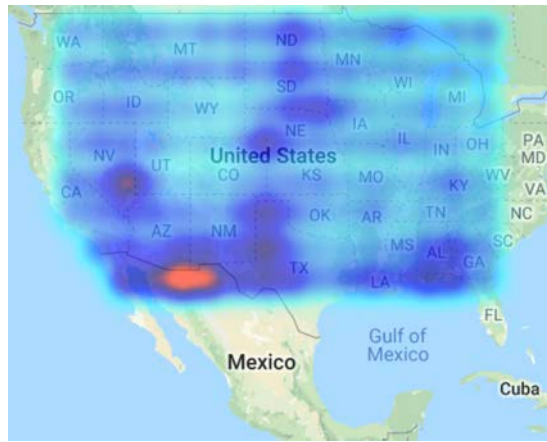 WA MT ND MN
OR ID WY SD WI MI
NV UT CO NE KS IA MO IL IN OH PA
MD
United States
CA AZ NM OK AR TN KY WV VA
NC
TX LA MS AL GA SC
FL
Gulf of
Mexico
Mexico
Cuba